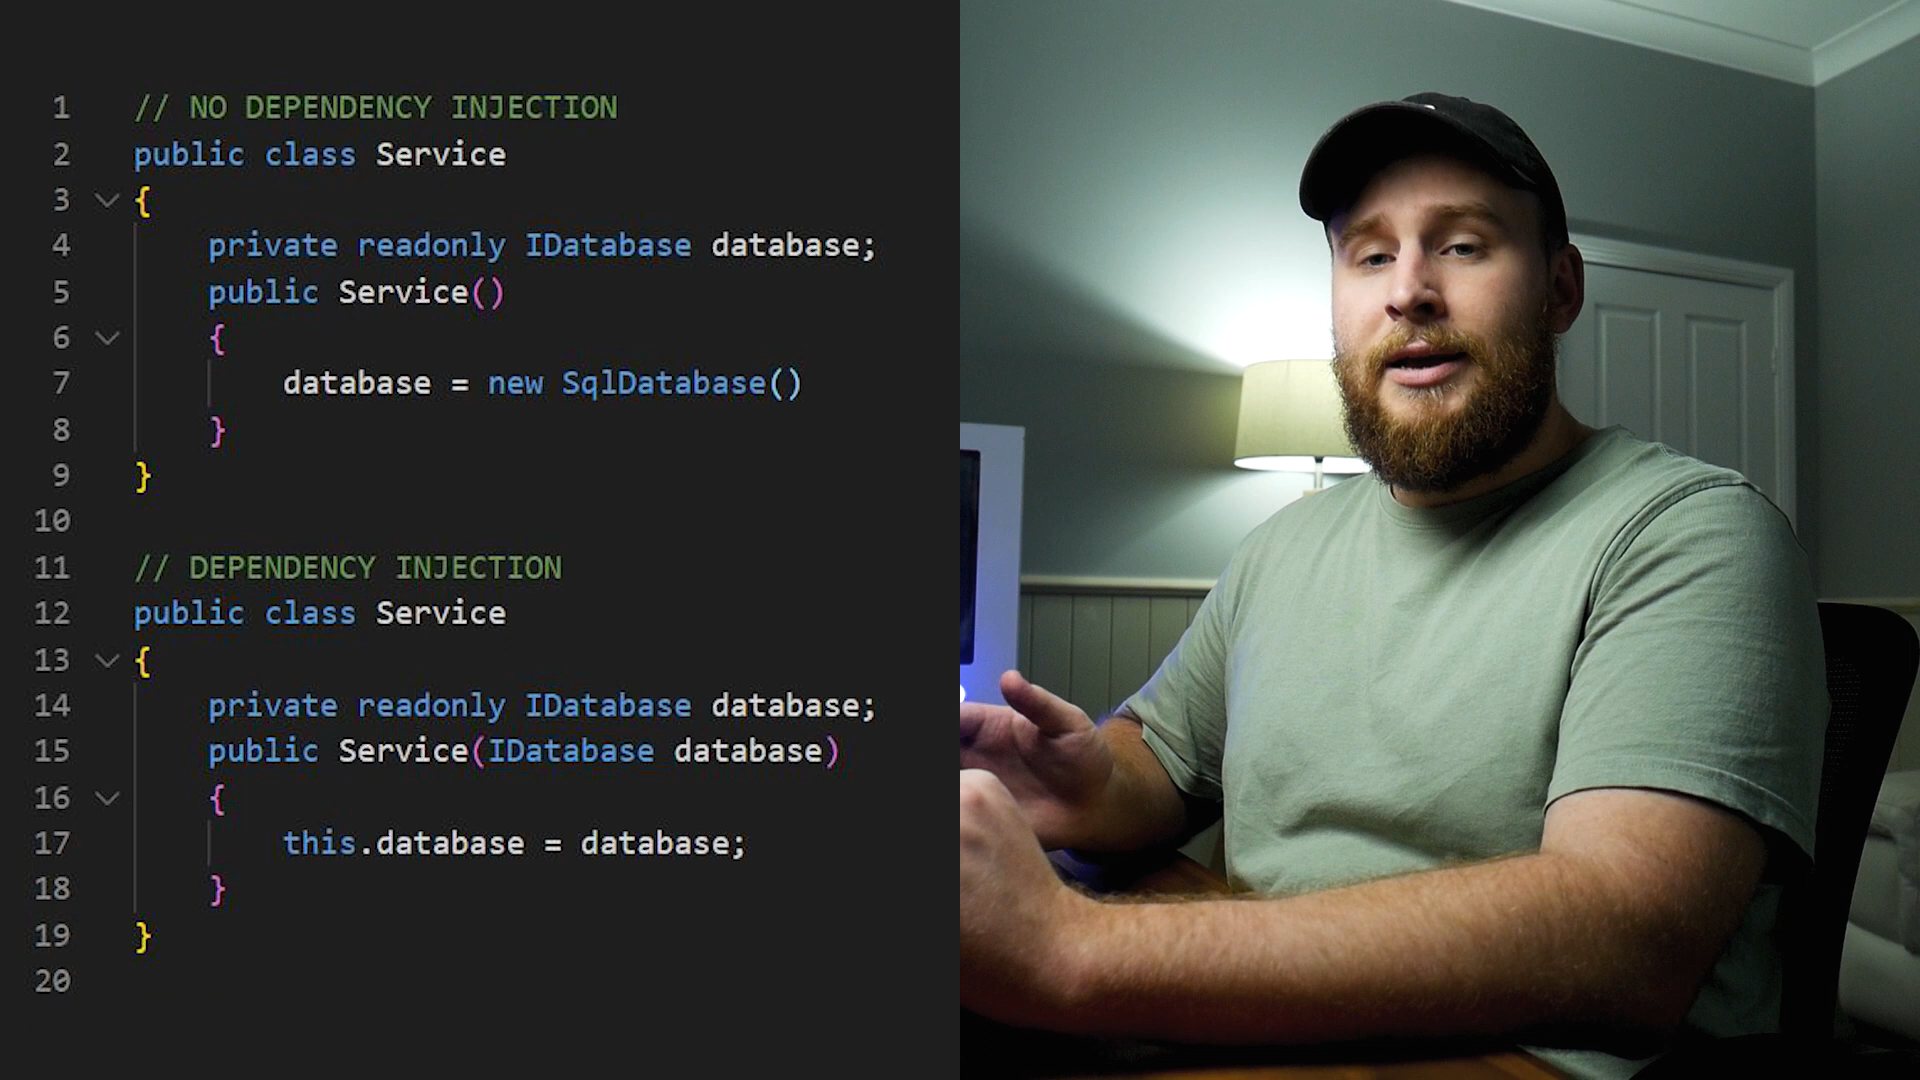 1 // NO DEPENDENCY INJECTION
2 public class Service
3 {
4 private readonly IDatabase database;
5 public Service()
6 {
7 database = new SqlDatabase()
8 }
9 }
10
11 // DEPENDENCY INJECTION
12 public class Service
13 {
14 private readonly IDatabase database;
15 public Service(IDatabase database)
16 {
17 this.database = database;
18 }
19 }
20